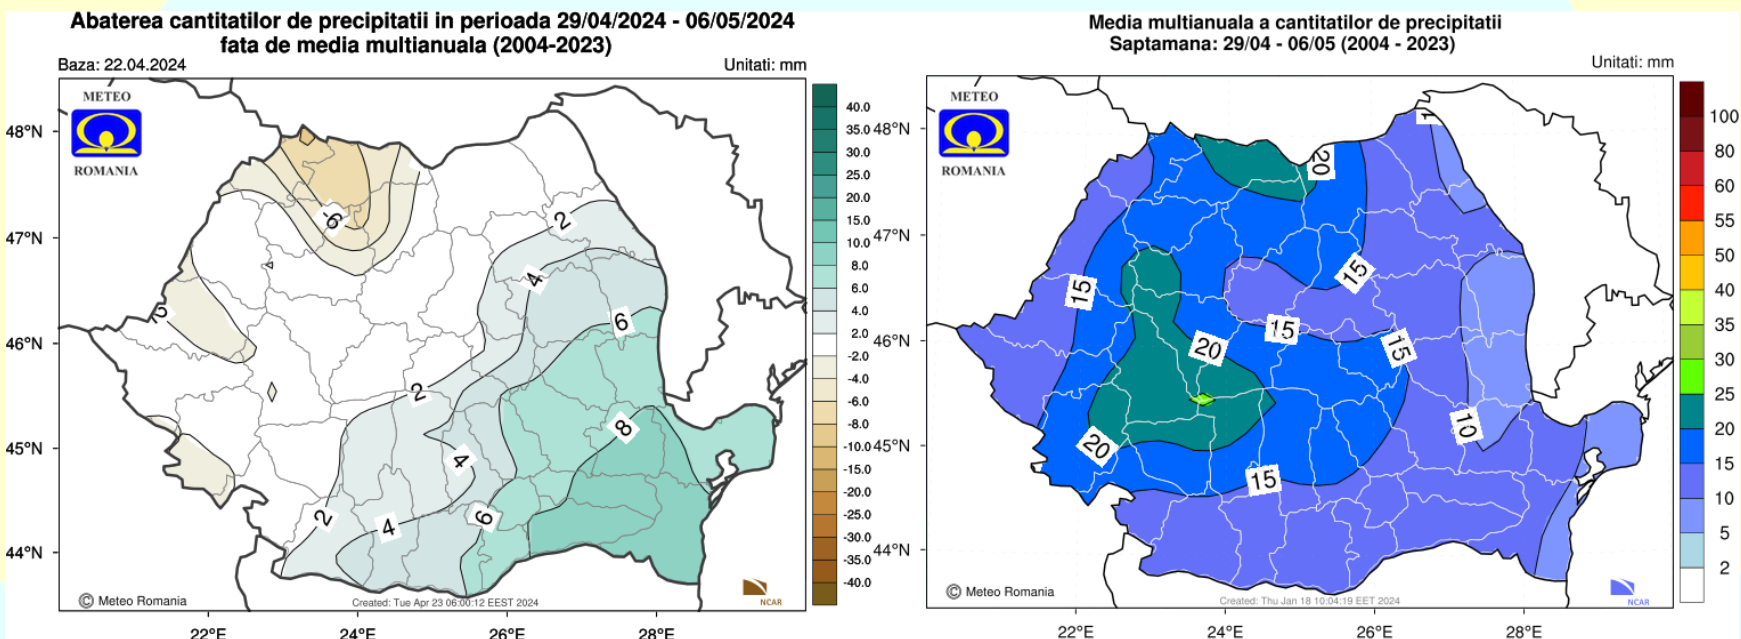 Abaterea cantitatilor de precipitatii in perioada 29/04/2024 - 06/05/2024
fata de media multianuala (2004-2023)
Baza: 22.04.2024
Unitati: mm
METEO
ROMANIA
48°N
47°N
46°N
45°N
44°N
-6
2
4
6
2
2
8
4
2
4
6
40.0
35.0
30.0
25.0
20.0
15.0
10.0
8.0
6.0
4.0
2.0
-2.0
-4.0
-6.0
-8.0
-10.0
-15.0
-20.0
-25.0
-30.0
-35.0
-40.0
© Meteo Romania
Created: Tue Apr 23 06:00:12 EEST 2024
NCAR
22°E
24°E
26°E
28°E
Media multianuala a cantitatilor de precipitatii
Saptamana: 29/04 - 06/05 (2004 - 2023)
Unitati: mm
METEO
ROMANIA
48°N
47°N
46°N
45°N
44°N
1
20
15
15
15
20
15
10
20
15
100
80
60
55
50
40
35
30
25
20
15
10
5
2
© Meteo Romania
Created: Thu Jan 18 10:04:19 EET 2024
NCAR
22°E
24°E
26°E
28°E